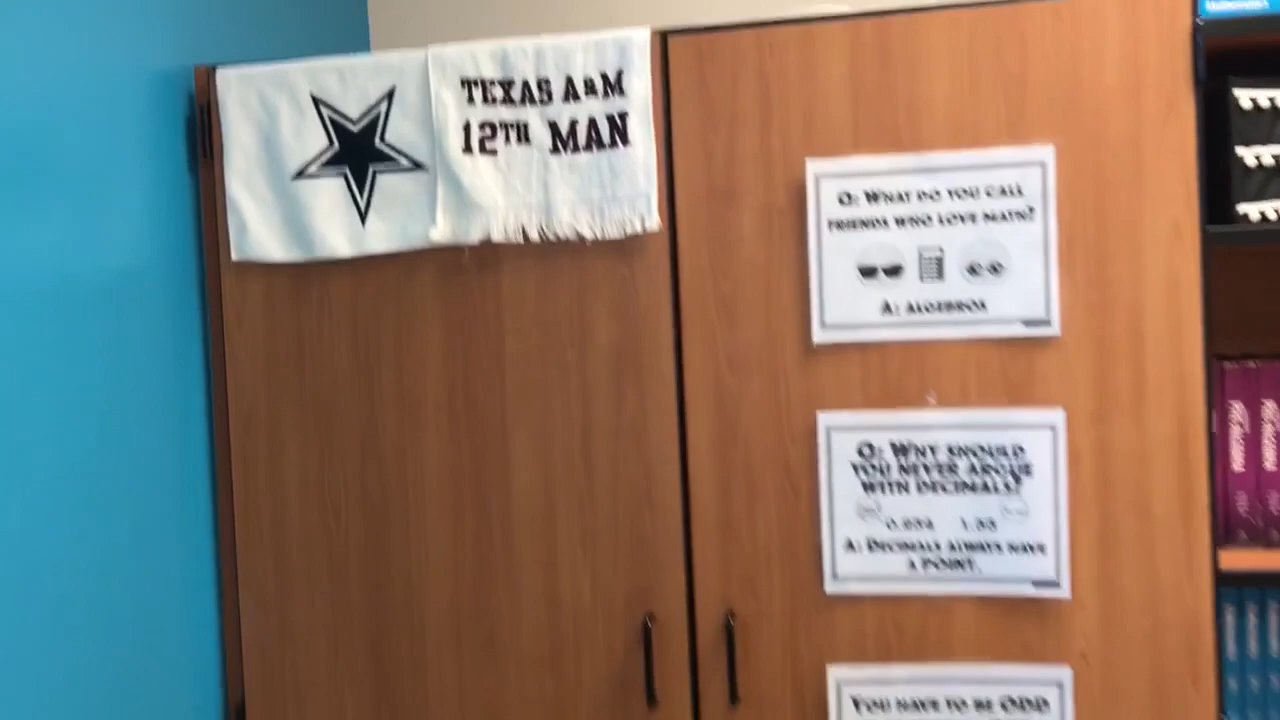 TEXAS A&M
12TH MAN
Q: WHAT DO YOU CALL
FRIENDS WHO LOVE MATH?
A: ALGEBROS
Q: WHY SHOULD
YOU NEVER ARGUE
WITH DECIMALS?
A: DECIMALS ALWAYS HAVE
A POINT.
YOU HAVE TO BE ODD